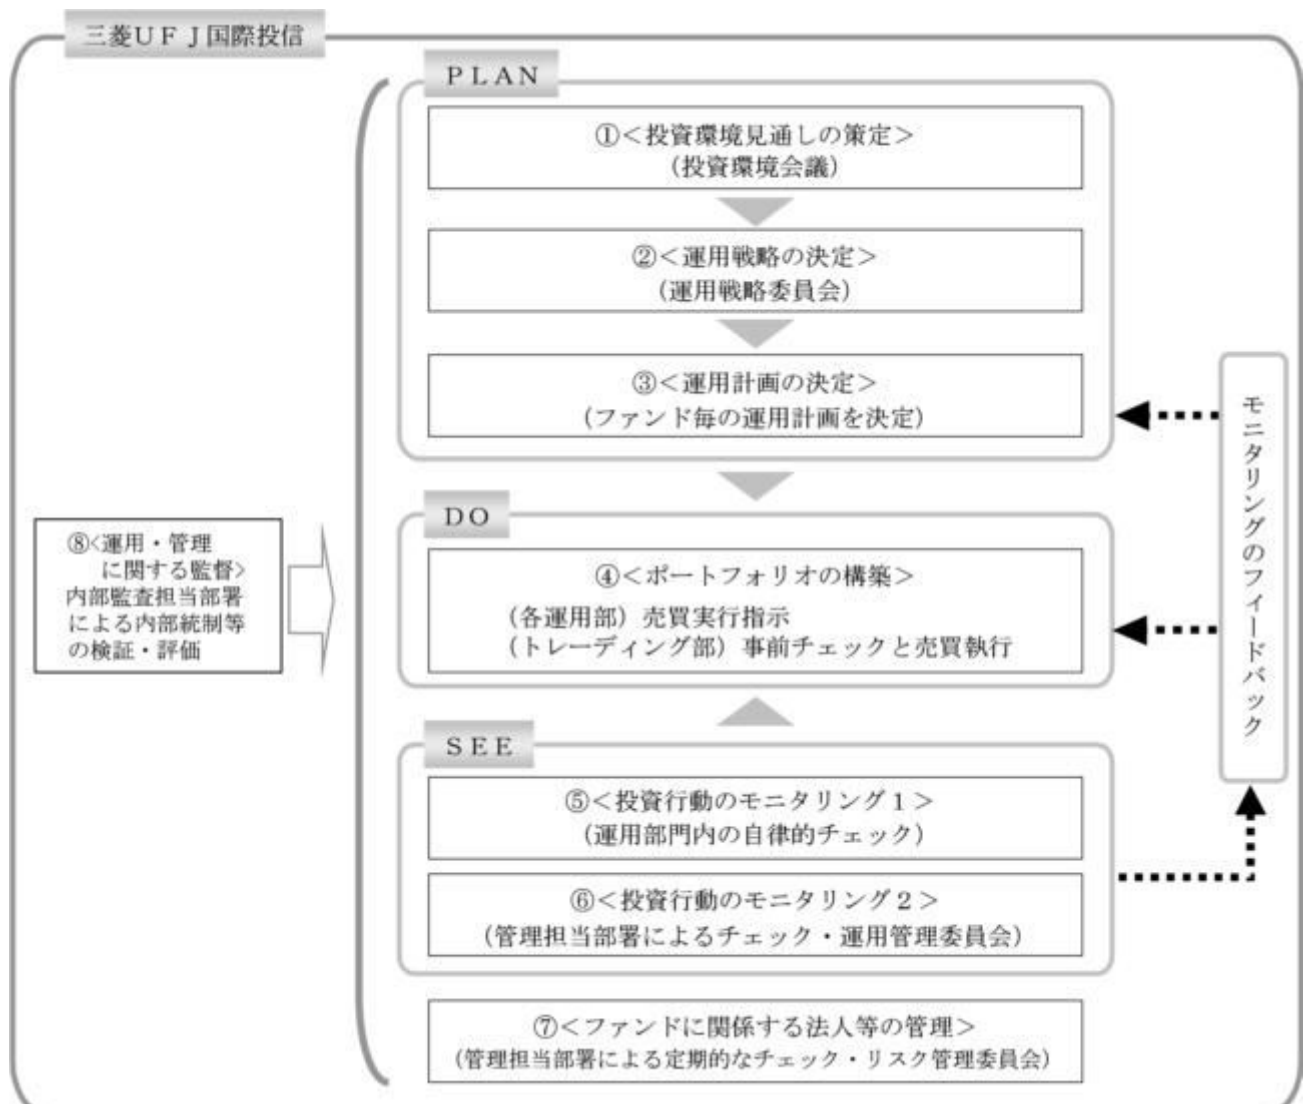 三菱ＵＦＪ国際投信
ＰＬＡＮ
①＜投資環境見通しの策定＞
（投資環境会議）
②＜運用戦略の決定＞
（運用戦略委員会）
③＜運用計画の決定＞
（ファンド毎の運用計画を決定）
ＤＯ
④＜ポートフォリオの構築＞
（各運用部）売買実行指示
（トレーディング部）事前チェックと売買執行
ＳＥＥ
⑤＜投資行動のモニタリング１＞
（運用部門内の自律的チェック）
⑥＜投資行動のモニタリング２＞
（管理担当部署によるチェック・運用管理委員会）
⑦＜ファンドに関係する法人等の管理＞
（管理担当部署による定期的なチェック・リスク管理委員会）
⑧<運用・管理
に関する監督>
内部監査担当部署
による内部統制等
の検証・評価
モニタリングのフィードバック